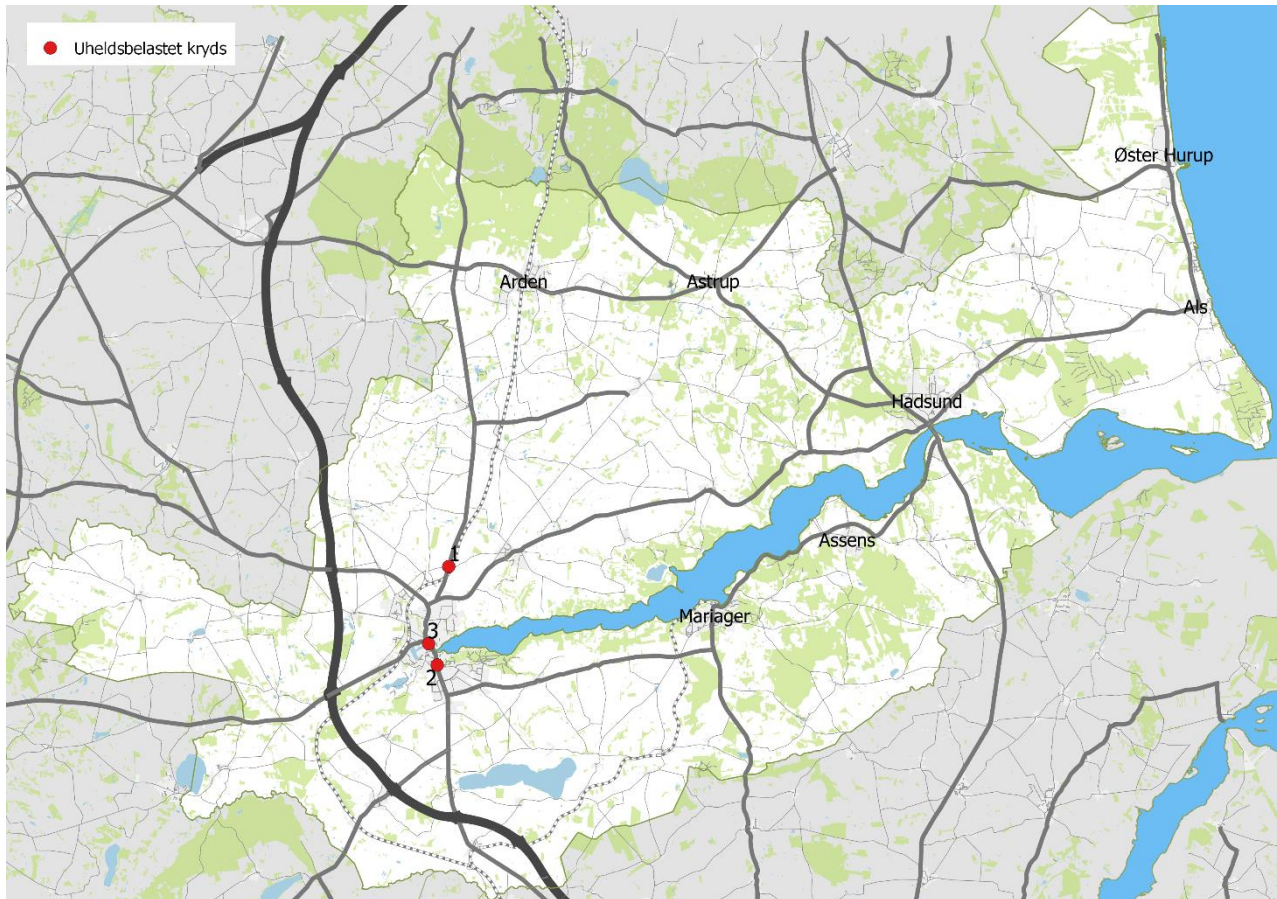 Uheldsbelastet kryds
Øster Hurup
Arden
Astrup
Als
Hadsund
Assens
1
Mariager
3
2